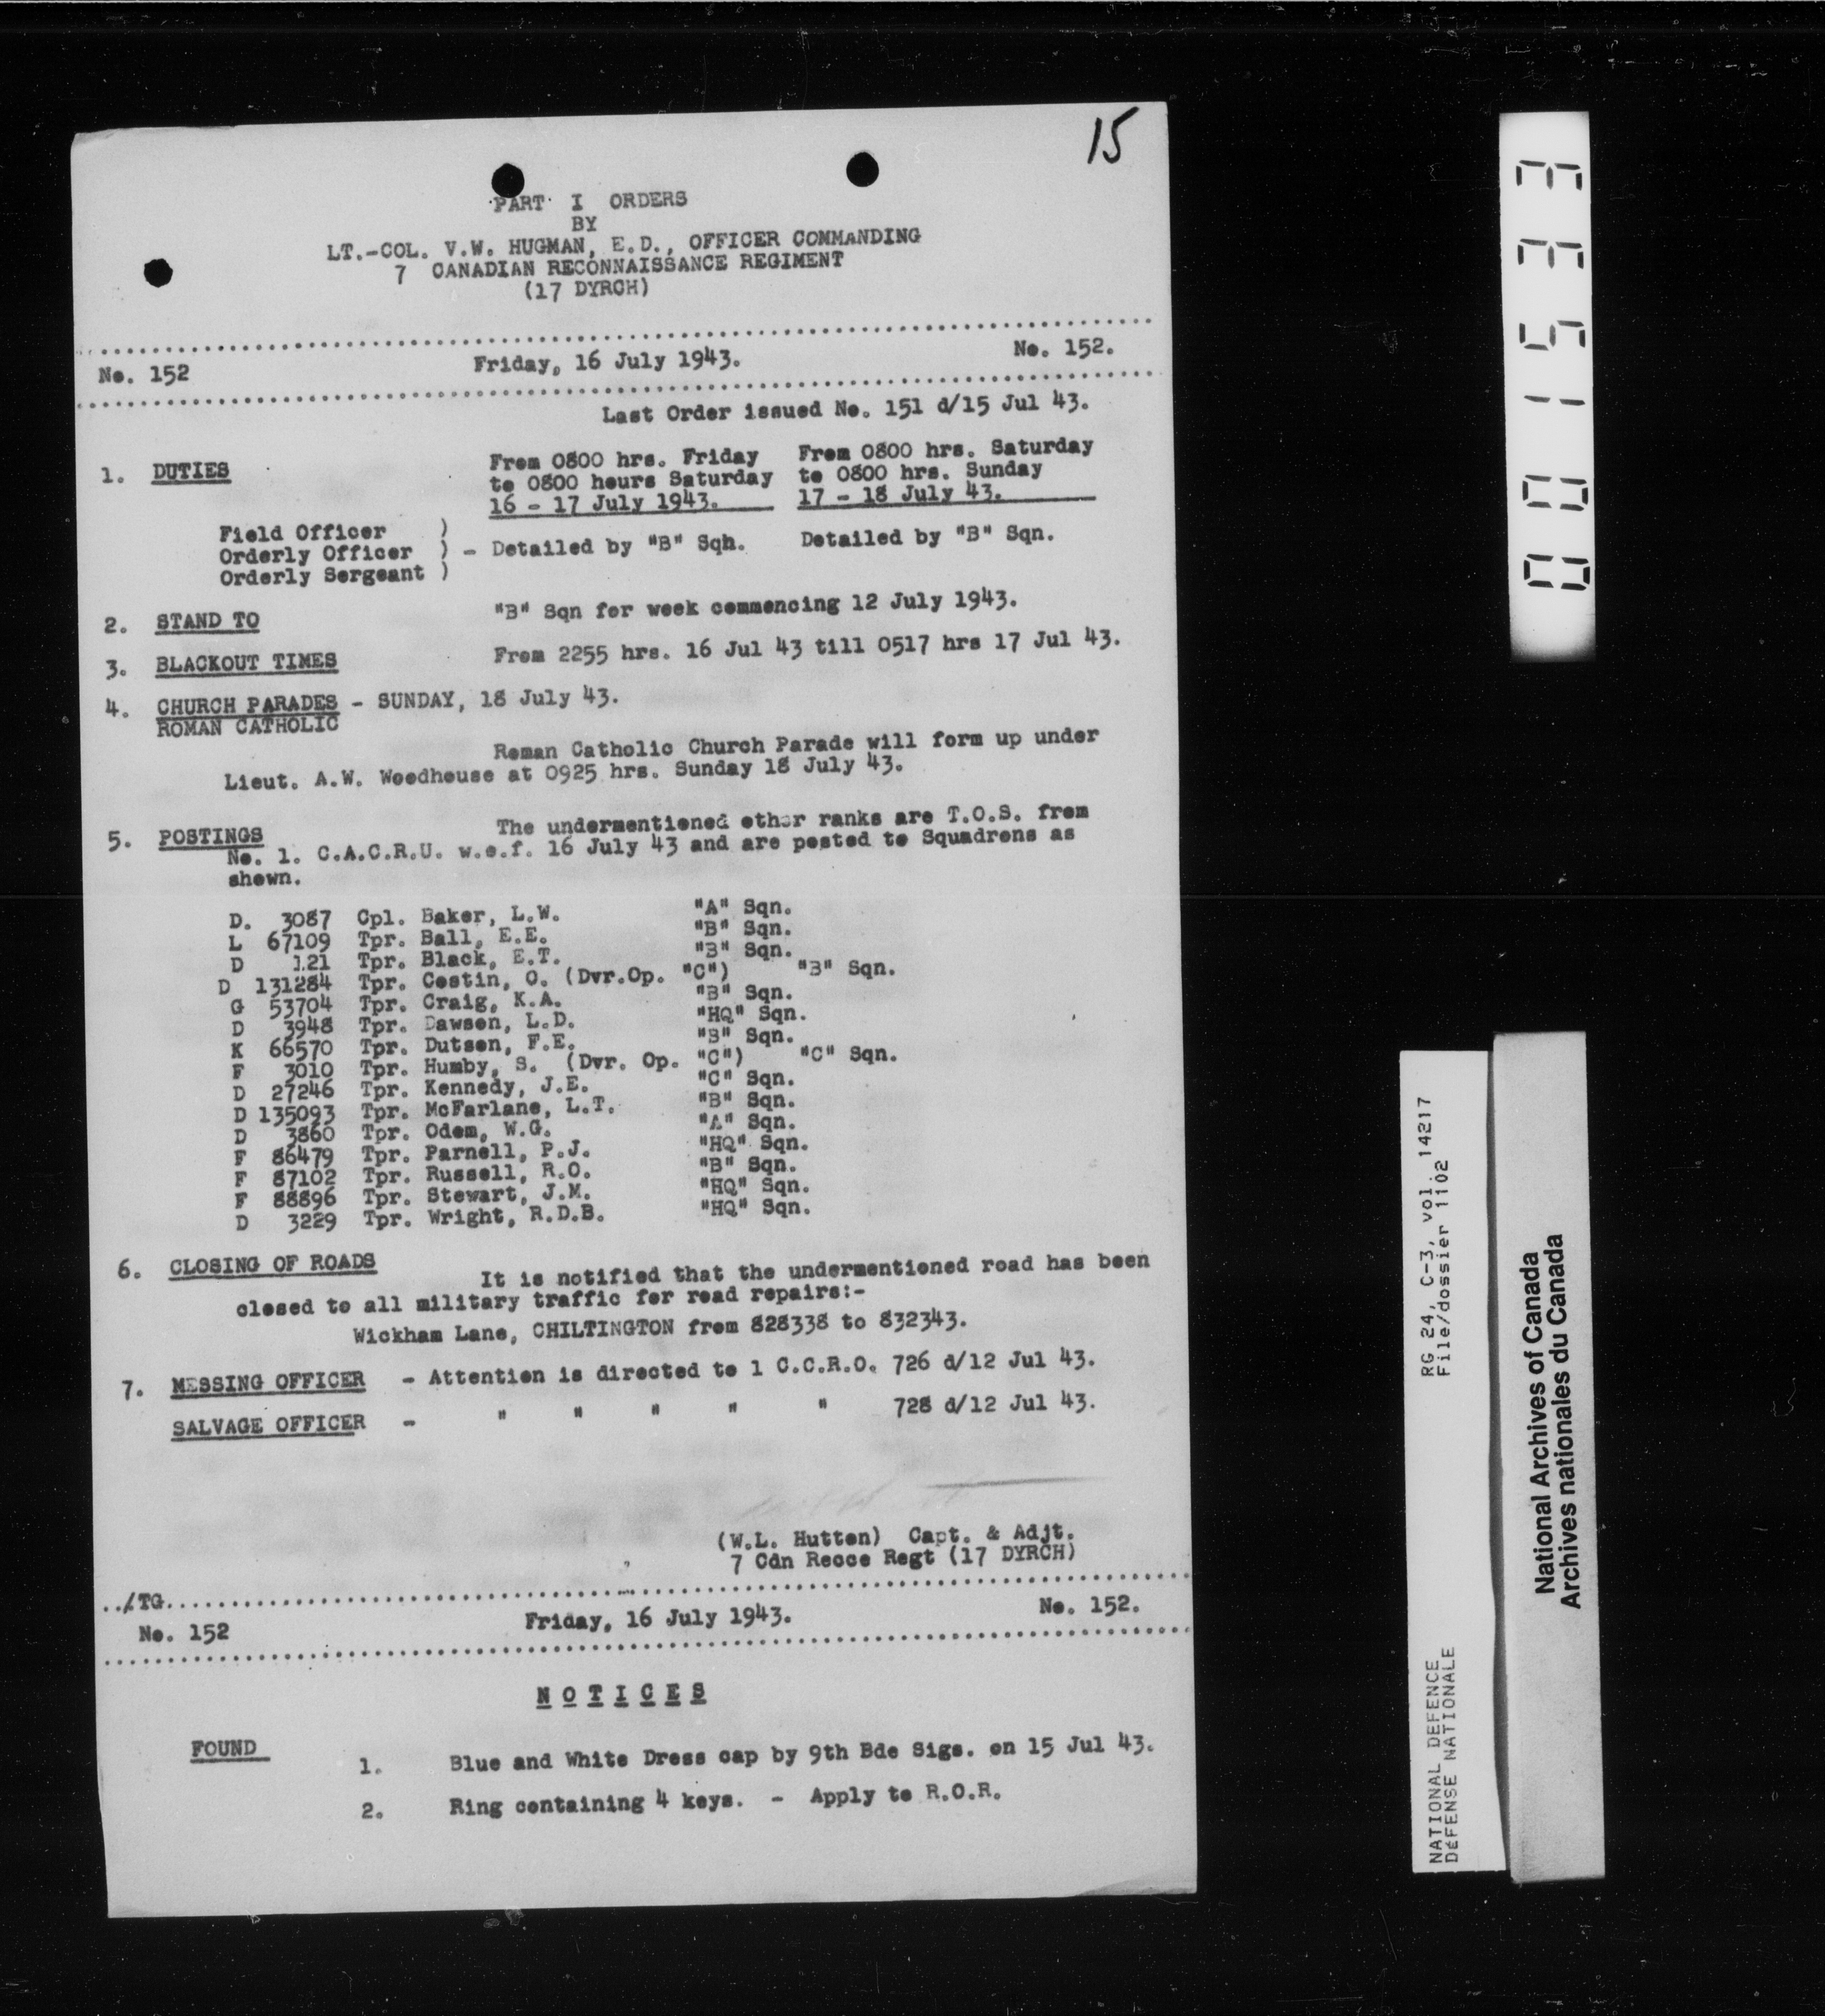 15
PART I ORDERS
BY
LT.-COL. V.W. HUGMAN, E.D., OFFICER COMMANDING
7 CANADIAN RECONNAISSANCE REGIMENT
(17 DYRCH)
No. 152 Friday, 16 July 1943. No. 152.
Last Order issued No. 151 d/15 Jul 43.
1. DUTIES
From 0800 hrs. Friday From 0800 hrs. Saturday
to 0800 hours Saturday to 0800 hrs. Sunday
16 - 17 July 1943. 17 - 18 July 43.
Field Officer )
Orderly Officer ) - Detailed by "B" Sqh. Detailed by "B" Sqn.
Orderly Sergeant )
2. STAND TO "B" Sqn for week commencing 12 July 1943.
3. BLACKOUT TIMES From 2255 hrs. 16 Jul 43 till 0517 hrs 17 Jul 43.
4. CHURCH PARADES - SUNDAY, 18 July 43.
ROMAN CATHOLIC
Roman Catholic Church Parade will form up under
Lieut. A.W. Woodhouse at 0925 hrs. Sunday 18 July 43.
5. POSTINGS The undermentioned other ranks are T.O.S. from
No. 1. C.A.C.R.U. w.e.f. 16 July 43 and are posted to Squadrons as
shown.
D. 3087 Cpl. Baker, L.W. "A" Sqn.
L 67109 Tpr. Ball, E.E. "B" Sqn.
D 121 Tpr. Black, E.T. "B" Sqn.
D 131284 Tpr. Costin, C. (Dvr.Op. "C") "B" Sqn.
G 53704 Tpr. Craig, K.A. "B" Sqn.
D 3948 Tpr. Dawson, L.D. "HQ" Sqn.
K 66570 Tpr. Dutson, F.E. "B" Sqn.
F 3010 Tpr. Humby, S. (Dvr. Op. "C") "C" Sqn.
D 27246 Tpr. Kennedy, J.E. "C" Sqn.
D 135093 Tpr. McFarlane, L.T. "B" Sqn.
D 3860 Tpr. Odom, W.G. "A" Sqn.
F 86479 Tpr. Parnell, P.J. "HQ" Sqn.
F 87102 Tpr. Russell, R.O. "B" Sqn.
F 88896 Tpr. Stewart, J.M. "HQ" Sqn.
D 3229 Tpr. Wright, R.D.B. "HQ" Sqn.
6. CLOSING OF ROADS
It is notified that the undermentioned road has been
closed to all military traffic for road repairs:-
Wickham Lane, CHILTINGTON from 828338 to 832343.
7. MESSING OFFICER - Attention is directed to 1 C.C.R.O. 726 d/12 Jul 43.
SALVAGE OFFICER - " " " " " 728 d/12 Jul 43.
(W.L. Hutton) Capt. & Adjt.
7 Cdn Recce Regt (17 DYRCH)
../TG
No. 152 Friday, 16 July 1943. No. 152.
NOTICES
FOUND
1. Blue and White Dress cap by 9th Bde Sigs. on 15 Jul 43.
2. Ring containing 4 keys. - Apply to R.O.R.
001533
RG 24, C-3, vol. 14217
File/dossier 1102
NATIONAL DEFENCE
DÉFENSE NATIONALE
National Archives of Canada
Archives nationales du Canada